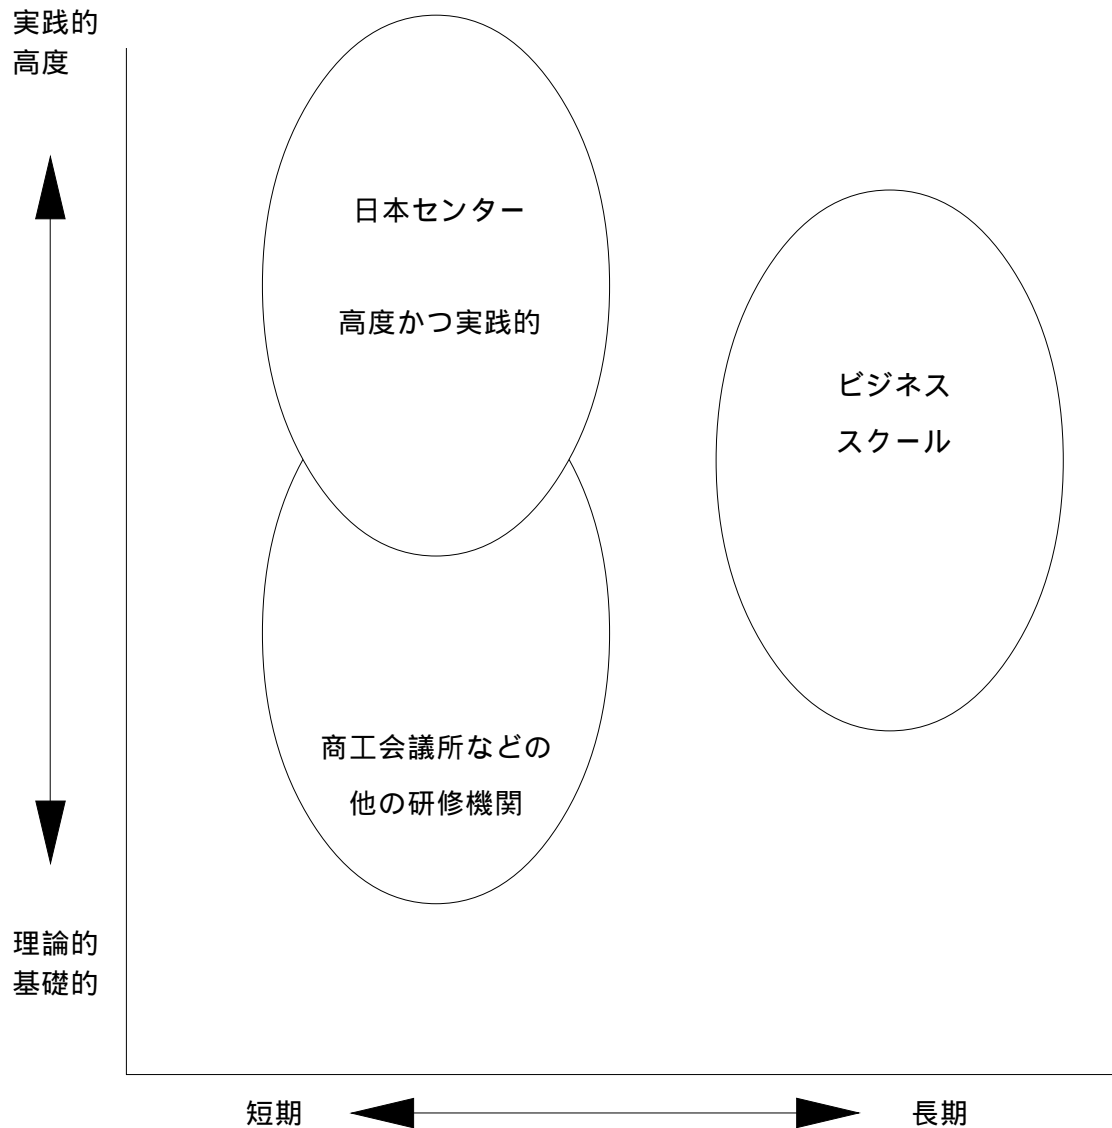 実践的
高度
日本センター
高度かつ実践的
ビジネス
スクール
商工会議所などの
他の研修機関
理論的
基礎的
短期
長期